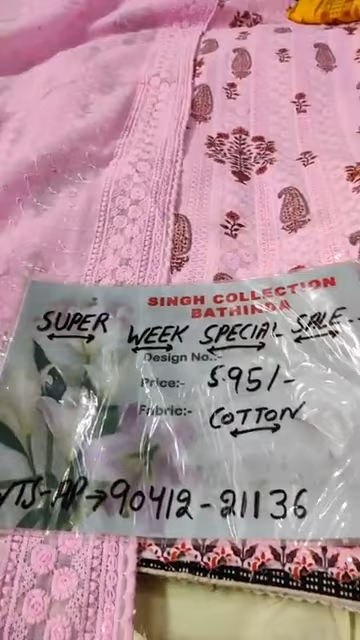 SINGH COLLECTION
BATHINDA
SUPER WEEK SPECIAL SALE..
Design No.:-
Price:- 595/-
Fabric:- COTTON
WTS-AP→90412-21136